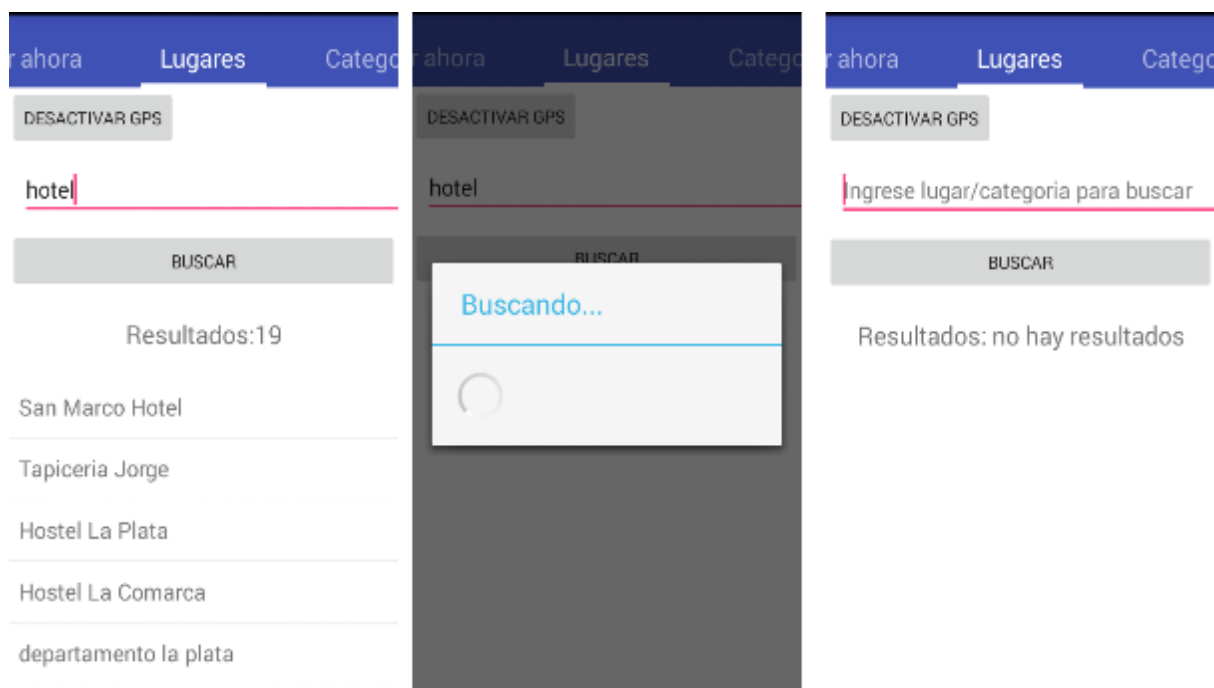 r ahora Lugares Catego
DESACTIVAR GPS
hotel
BUSCAR
Resultados:19
San Marco Hotel
Tapiceria Jorge
Hostel La Plata
Hostel La Comarca
departamento la plata
r ahora Lugares Catego
DESACTIVAR GPS
hotel
BUSCAR
Buscando...
r ahora Lugares Catego
DESACTIVAR GPS
Ingrese lugar/categoria para buscar
BUSCAR
Resultados: no hay resultados